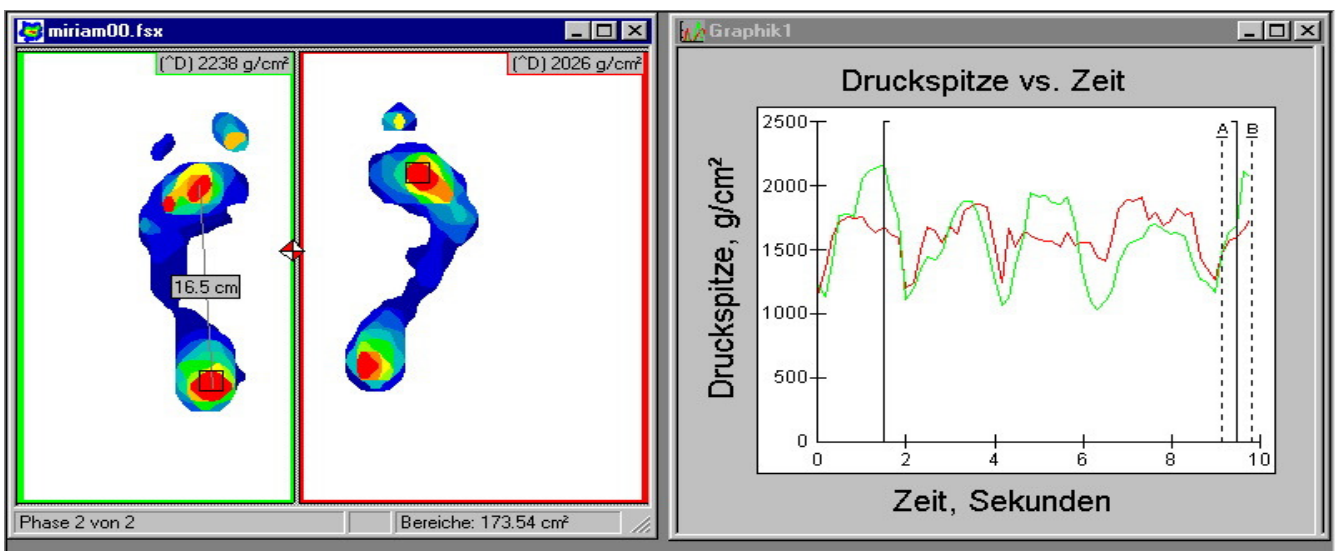 miriam00.fsx
(^D) 2238 g/cm²
(^D) 2026 g/cm²
16.5 cm
Phase 2 von 2
Bereiche: 173.54 cm²
Graphik1
Druckspitze vs. Zeit
Druckspitze, g/cm²
2500
2000
1500
1000
500
0
A B
0 2 4 6 8 10
Zeit, Sekunden